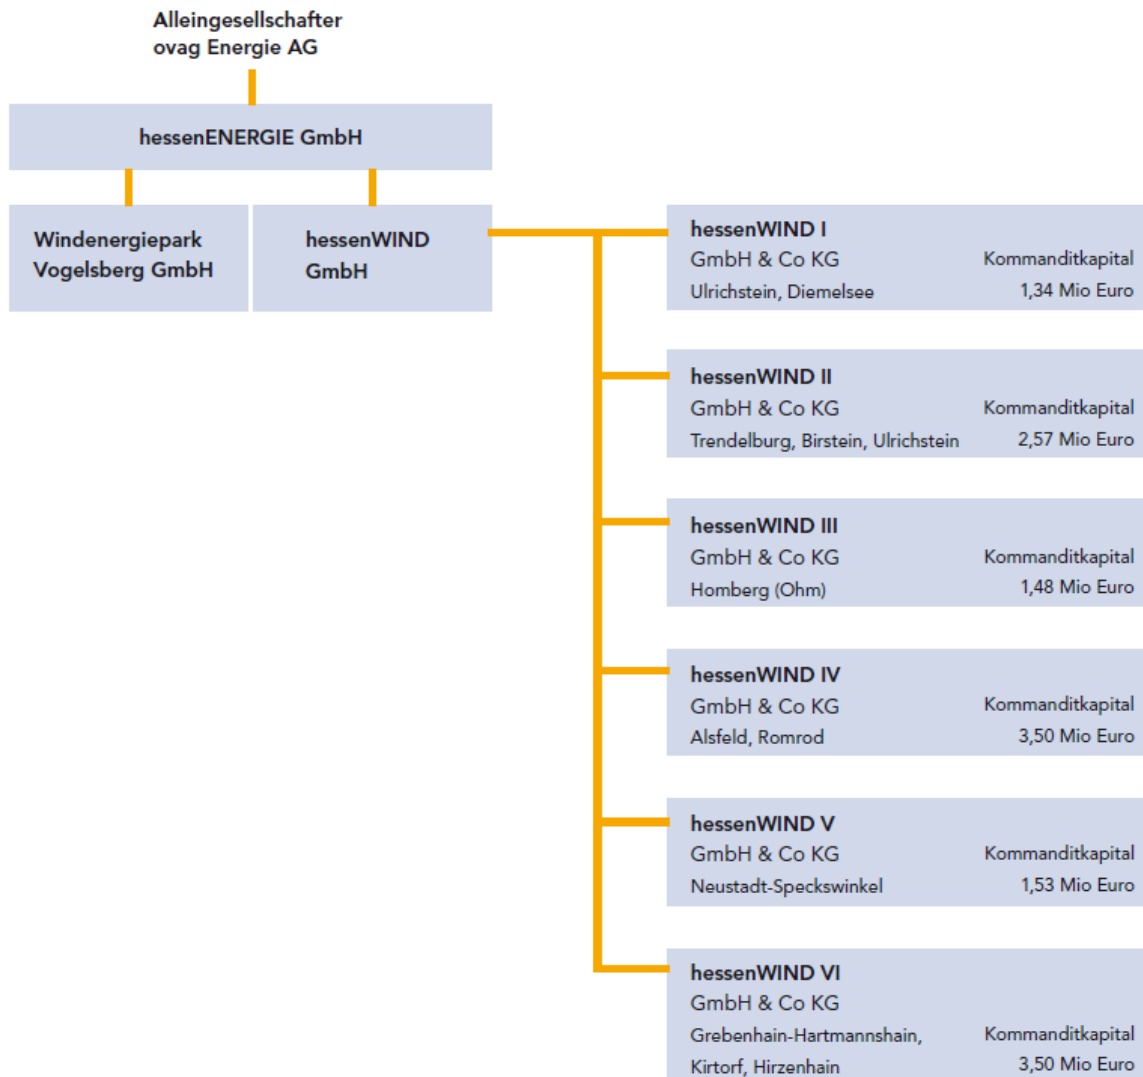 Alleingesellschafter
ovag Energie AG
hessenENERGIE GmbH
Windenergiepark
Vogelsberg GmbH
hessenWIND
GmbH
hessenWIND I
GmbH & Co KG Kommanditkapital
Ulrichstein, Diemelsee 1,34 Mio Euro
hessenWIND II
GmbH & Co KG Kommanditkapital
Trendelburg, Birstein, Ulrichstein 2,57 Mio Euro
hessenWIND III
GmbH & Co KG Kommanditkapital
Homberg (Ohm) 1,48 Mio Euro
hessenWIND IV
GmbH & Co KG Kommanditkapital
Alsfeld, Romrod 3,50 Mio Euro
hessenWIND V
GmbH & Co KG Kommanditkapital
Neustadt-Speckswinkel 1,53 Mio Euro
hessenWIND VI
GmbH & Co KG
Grebenhain-Hartmannshain, Kommanditkapital
Kirtorf, Hirzenhain 3,50 Mio Euro